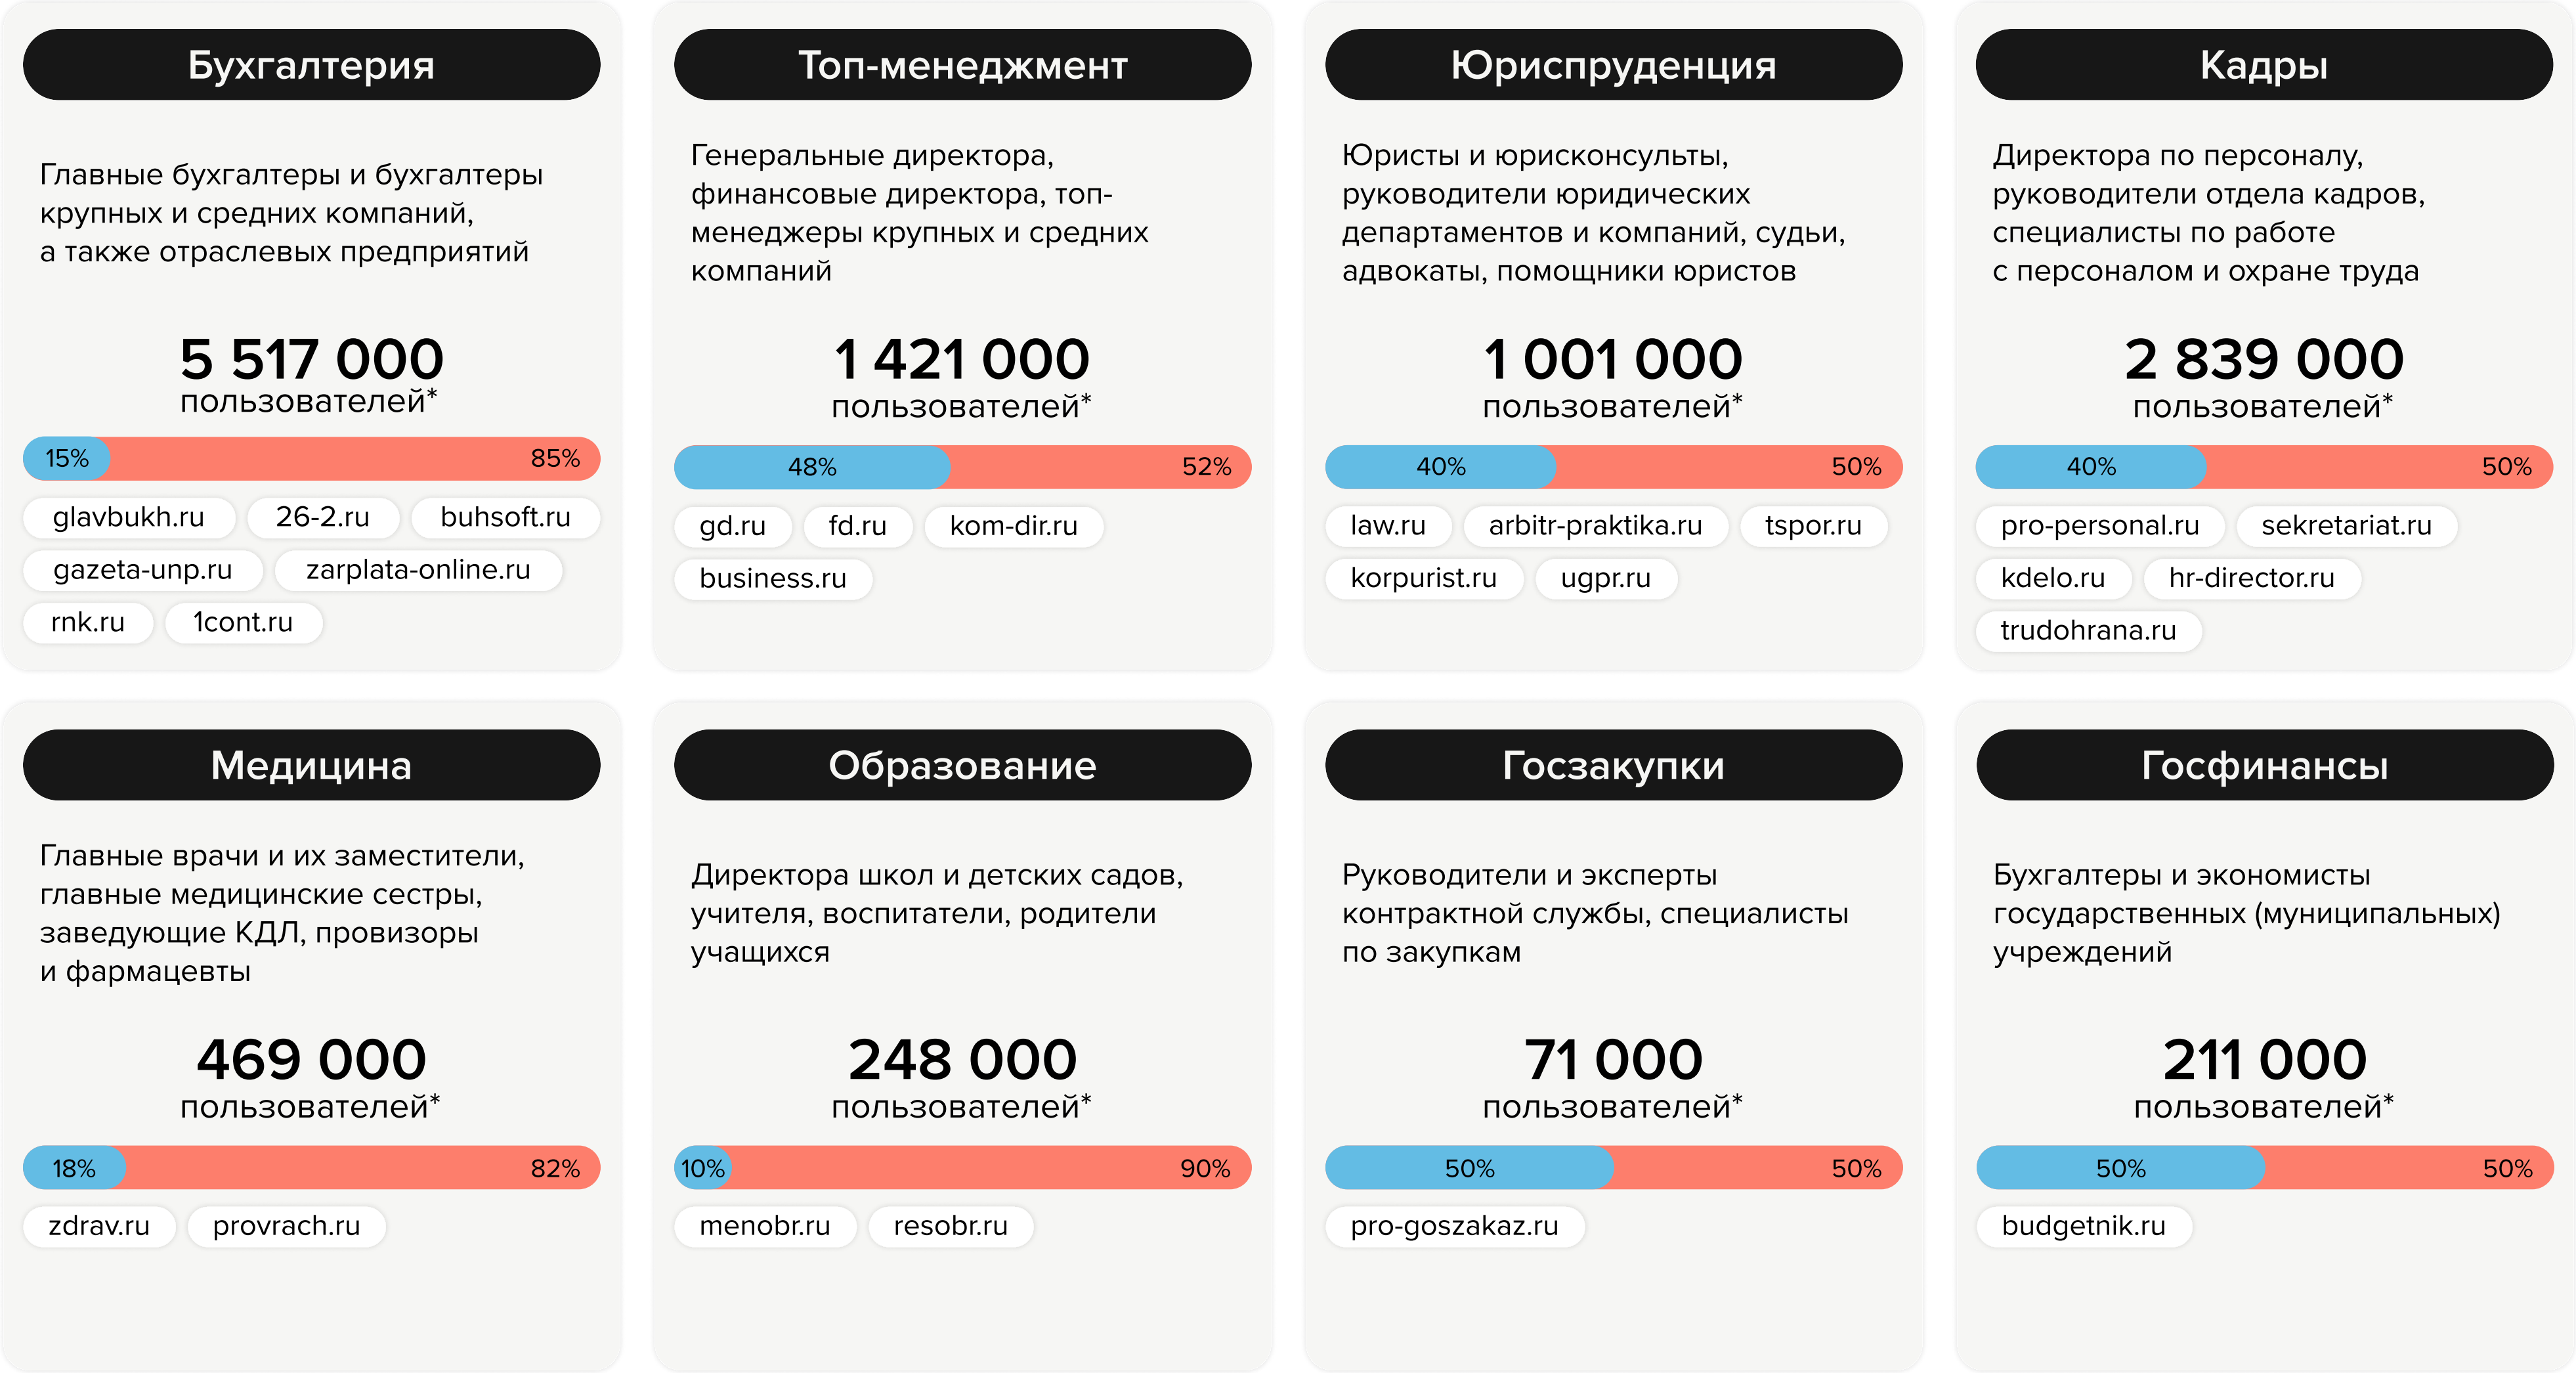 Бухгалтерия
Главные бухгалтеры и бухгалтеры
крупных и средних компаний,
а также отраслевых предприятий
5 517 000
пользователей*
15% 85%
glavbukh.ru 26-2.ru buhsoft.ru
gazeta-unp.ru zarplata-online.ru
rnk.ru 1cont.ru
Топ-менеджмент
Генеральные директора,
финансовые директора, топ-
менеджеры крупных и средних
компаний
1 421 000
пользователей*
48% 52%
gd.ru fd.ru kom-dir.ru
business.ru
Юриспруденция
Юристы и юрисконсульты,
руководители юридических
департаментов и компаний, судьи,
адвокаты, помощники юристов
1 001 000
пользователей*
40% 50%
law.ru arbitr-praktika.ru tspor.ru
korpurist.ru ugpr.ru
Кадры
Директора по персоналу,
руководители отдела кадров,
специалисты по работе
с персоналом и охране труда
2 839 000
пользователей*
40% 50%
pro-personal.ru sekretariat.ru
kdelo.ru hr-director.ru
trudohrana.ru
Медицина
Главные врачи и их заместители,
главные медицинские сестры,
заведующие КДЛ, провизоры
и фармацевты
469 000
пользователей*
18% 82%
zdrav.ru provrach.ru
Образование
Директора школ и детских садов,
учителя, воспитатели, родители
учащихся
248 000
пользователей*
10% 90%
menobr.ru resobr.ru
Госзакупки
Руководители и эксперты
контрактной службы, специалисты
по закупкам
71 000
пользователей*
50% 50%
pro-goszakaz.ru
Госфинансы
Бухгалтеры и экономисты
государственных (муниципальных)
учреждений
211 000
пользователей*
50% 50%
budgetnik.ru